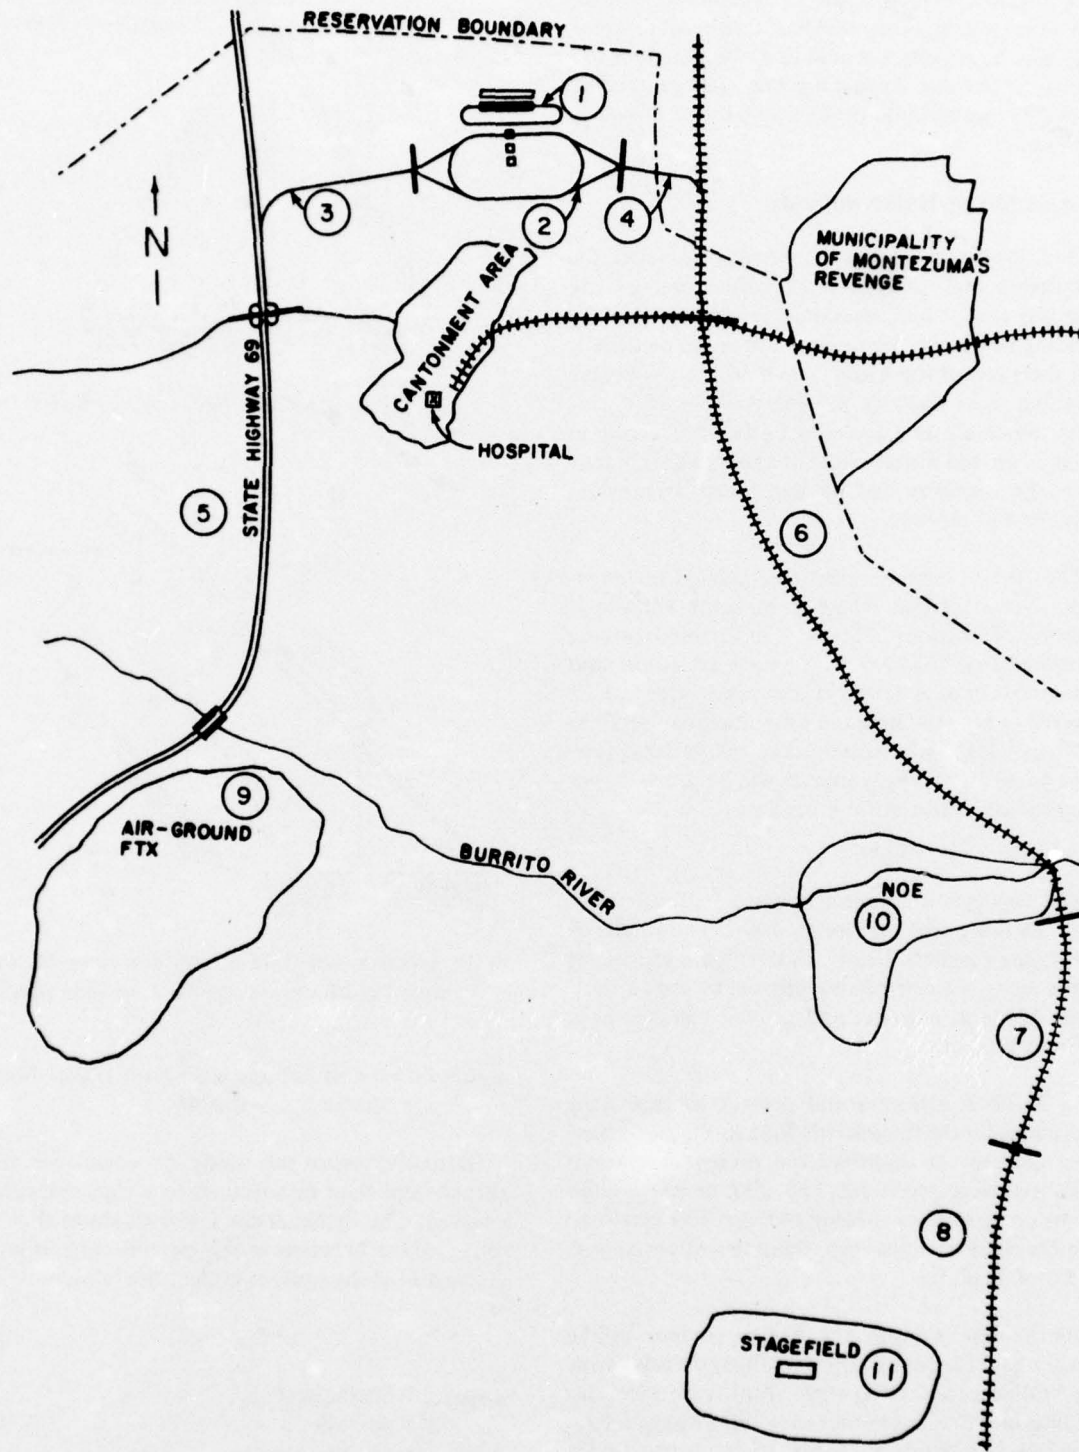 RESERVATION BOUNDARY
1
3
2
4
N
MUNICIPALITY
OF MONTEZUMA'S
REVENGE
CANTONMENT AREA
STATE HIGHWAY 69
HOSPITAL
5
6
9
AIR-GROUND
FTX
BURRITO RIVER
NOE
10
7
8
STAGEFIELD
11